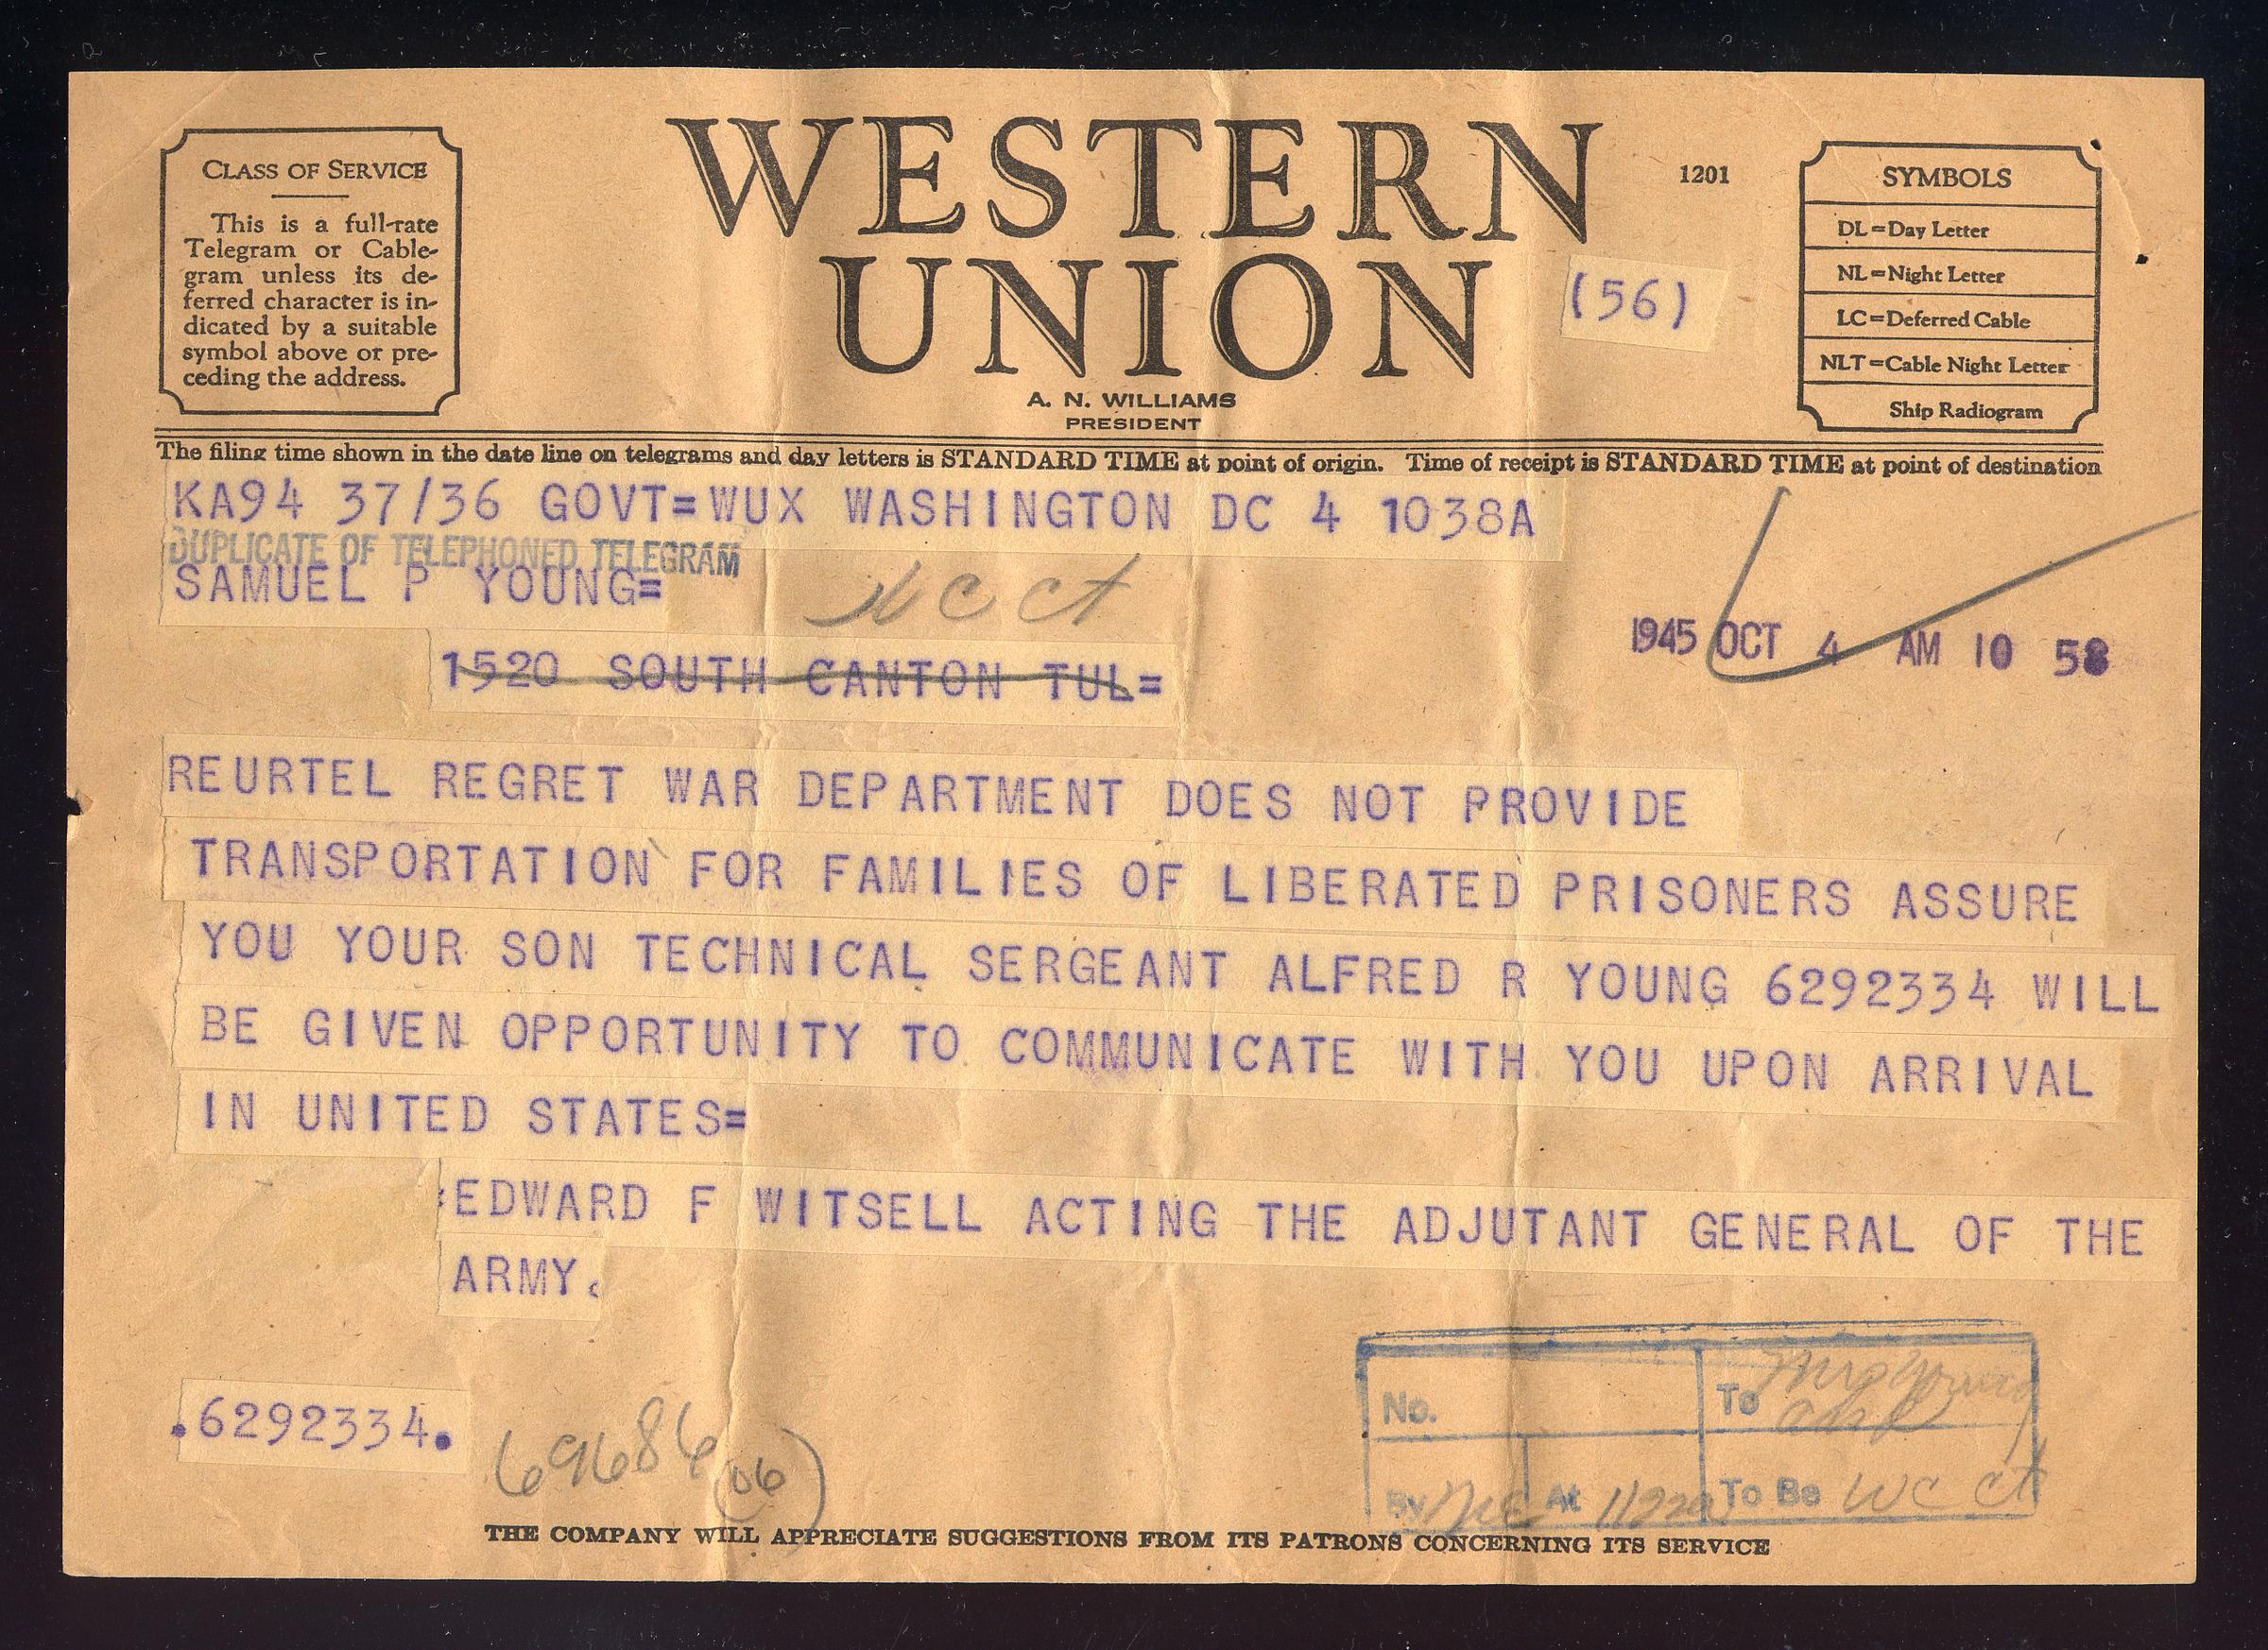 CLASS OF SERVICE
This is a full-rate
Telegram or Cable-
gram unless its de-
ferred character is in-
dicated by a suitable
symbol above or pre-
ceding the address.
WESTERN
UNION
1201
(56)
A. N. WILLIAMS
PRESIDENT
SYMBOLS
DL=Day Letter
NL=Night Letter
LC=Deferred Cable
NLT=Cable Night Letter
Ship Radiogram
The filing time shown in the date line on telegrams and day letters is STANDARD TIME at point of origin. Time of receipt is STANDARD TIME at point of destination
KA94 37/36 GOVT=WUX WASHINGTON DC 4 1038A
DUPLICATE OF TELEPHONED TELEGRAM
SAMUEL P YOUNG=
1945 OCT 4 AM 10 58
1520 SOUTH CANTON TUL=
REURTEL REGRET WAR DEPARTMENT DOES NOT PROVIDE
TRANSPORTATION FOR FAMILIES OF LIBERATED PRISONERS ASSURE
YOU YOUR SON TECHNICAL SERGEANT ALFRED R YOUNG 6292334 WILL
BE GIVEN OPPORTUNITY TO COMMUNICATE WITH YOU UPON ARRIVAL
IN UNITED STATES=
:EDWARD F WITSELL ACTING THE ADJUTANT GENERAL OF THE
ARMY.
.6292334.
69686 (06)
No. To Mrs Young
By At 1122a To Be WC ct
THE COMPANY WILL APPRECIATE SUGGESTIONS FROM ITS PATRONS CONCERNING ITS SERVICE